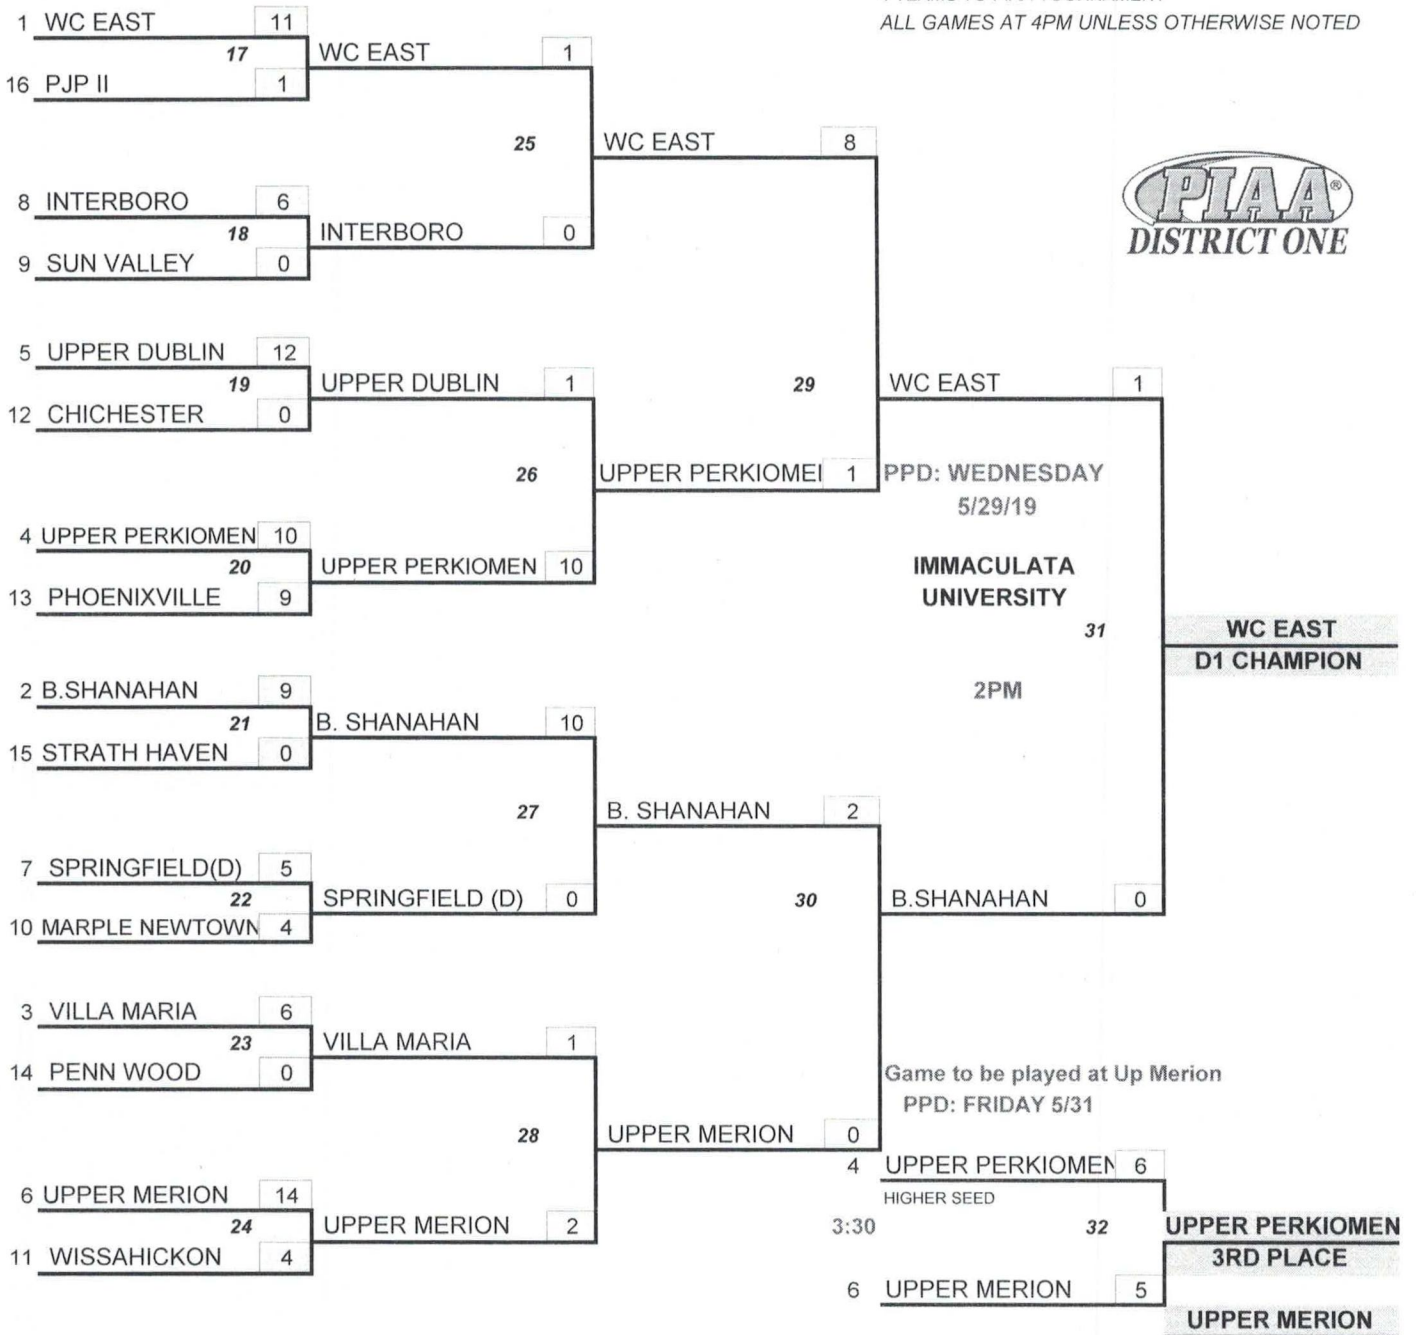 ALL GAMES AT 4PM UNLESS OTHERWISE NOTED
1 WC EAST 11
17
16 PJP II 1
WC EAST 1
25
8 INTERBORO 6
18
9 SUN VALLEY 0
INTERBORO 0
WC EAST 8
PIAA®
DISTRICT ONE
5 UPPER DUBLIN 12
19
12 CHICHESTER 0
UPPER DUBLIN 1
26
4 UPPER PERKIOMEN 10
20
13 PHOENIXVILLE 9
UPPER PERKIOMEN 10
UPPER PERKIOMEI 1
29
WC EAST 1
PPD: WEDNESDAY
5/29/19
IMMACULATA
UNIVERSITY
31
2PM
WC EAST
D1 CHAMPION
2 B.SHANAHAN 9
21
15 STRATH HAVEN 0
B. SHANAHAN 10
27
7 SPRINGFIELD(D) 5
22
10 MARPLE NEWTOWN 4
SPRINGFIELD (D) 0
B. SHANAHAN 2
30
B.SHANAHAN 0
3 VILLA MARIA 6
23
14 PENN WOOD 0
VILLA MARIA 1
28
6 UPPER MERION 14
24
11 WISSAHICKON 4
UPPER MERION 2
UPPER MERION 0
Game to be played at Up Merion
PPD: FRIDAY 5/31
4 UPPER PERKIOMEN 6
HIGHER SEED
3:30
32
6 UPPER MERION 5
UPPER PERKIOMEN
3RD PLACE
UPPER MERION